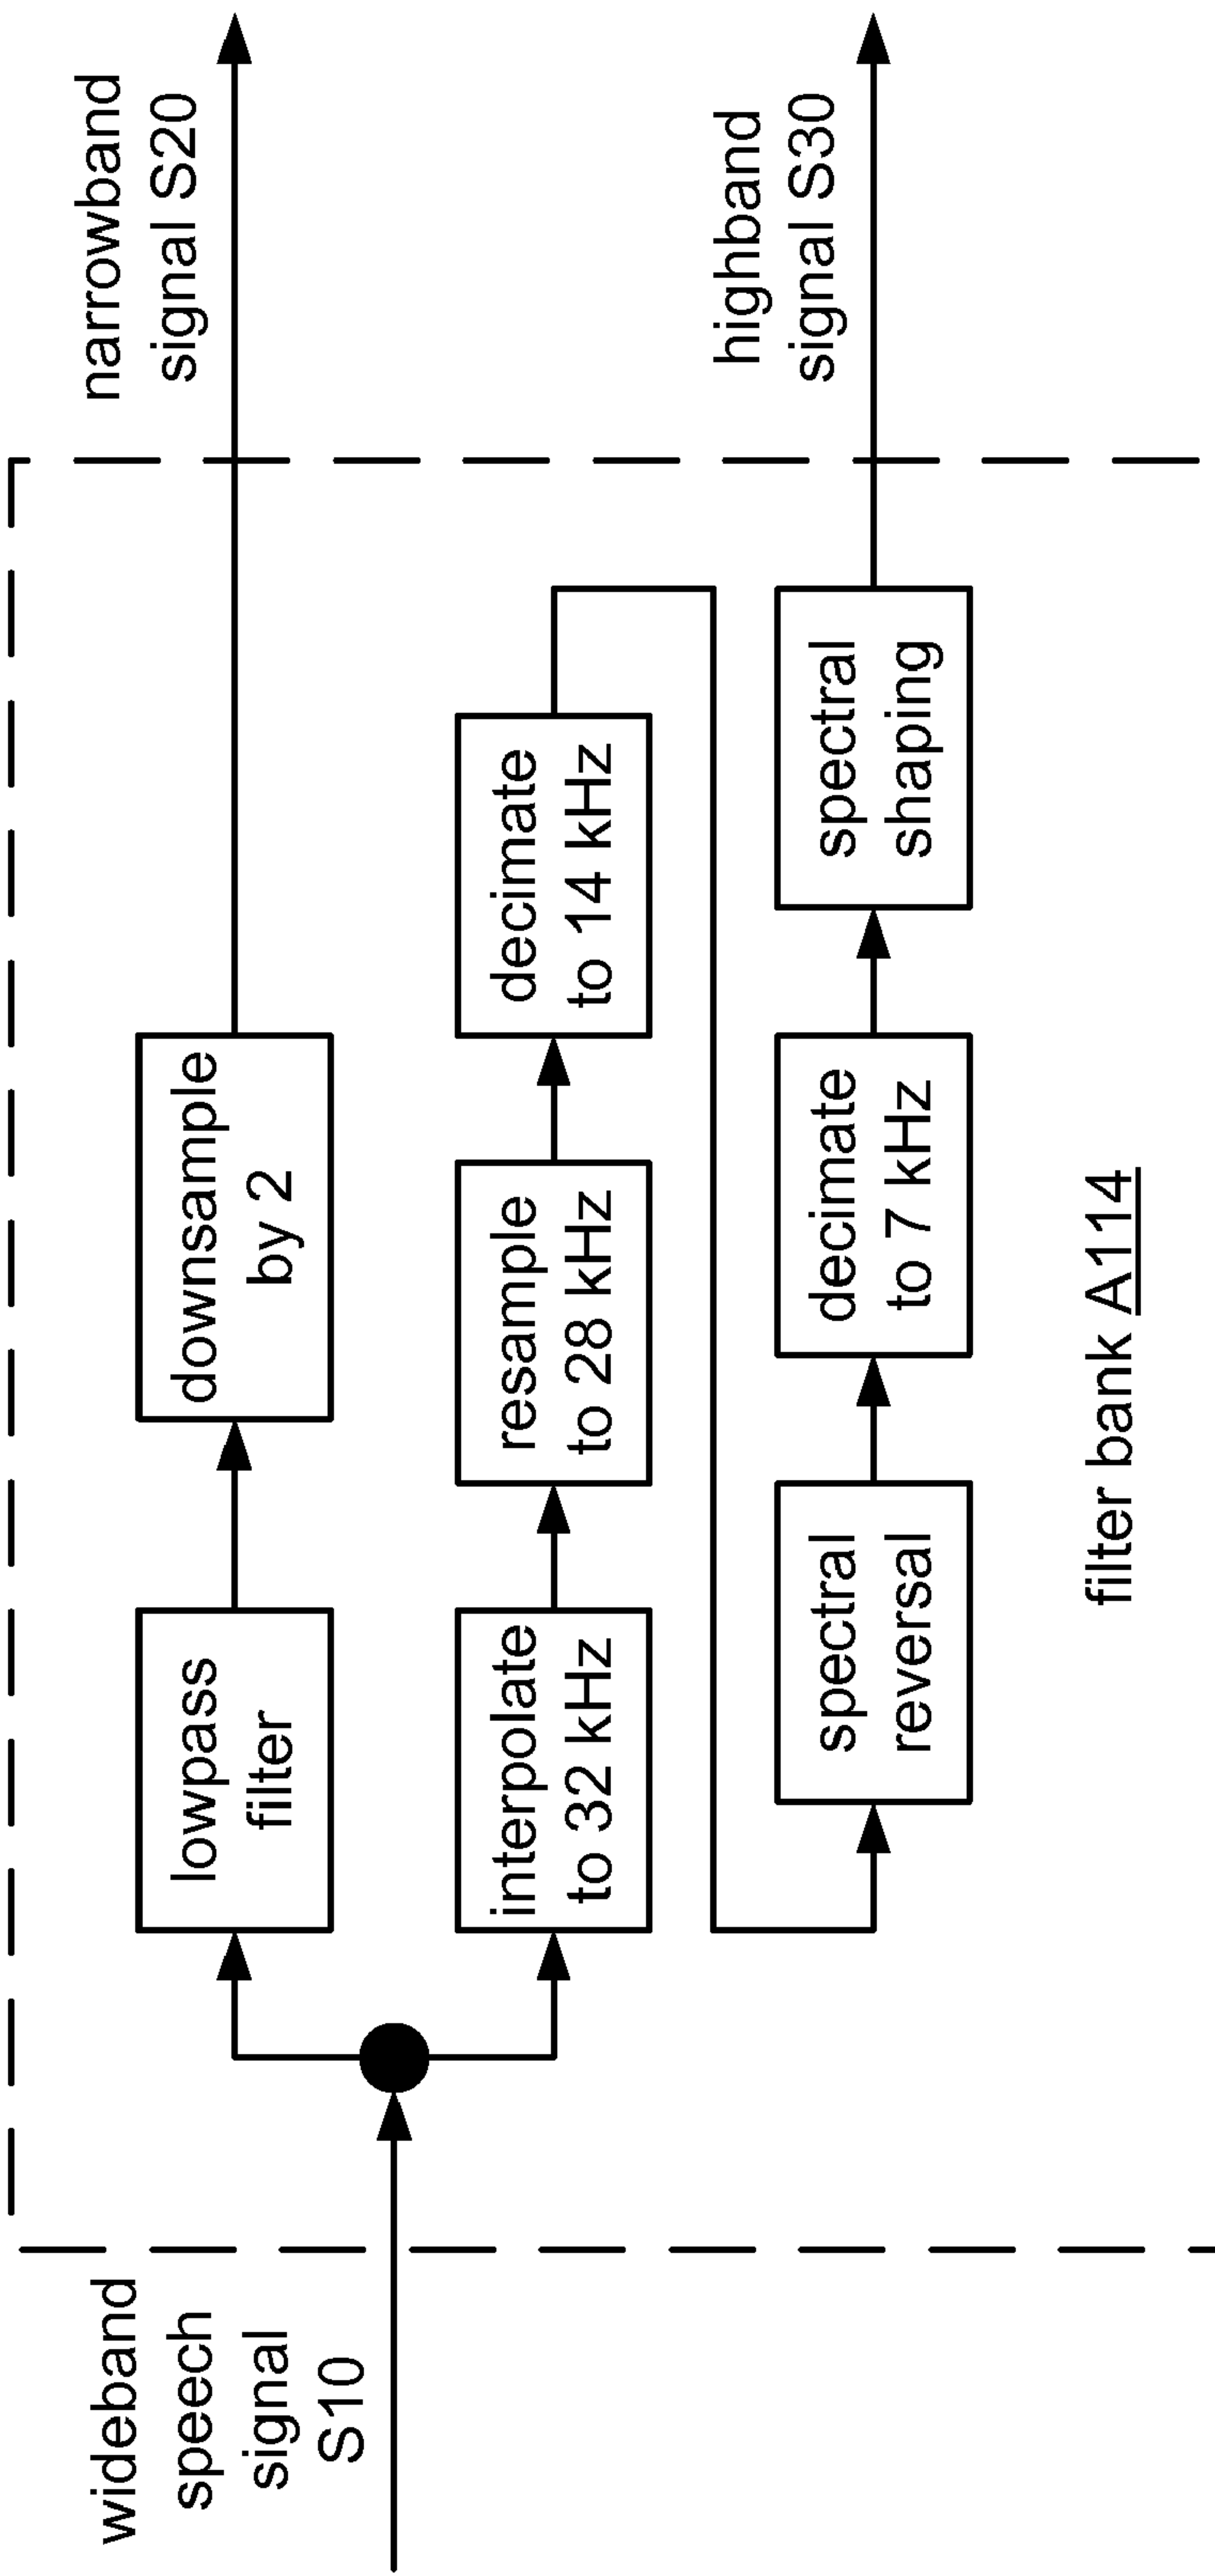 wideband
speech
signal
S10
lowpass
filter
downsample
by 2
narrowband
signal S20
interpolate
to 32 kHz
resample
to 28 kHz
decimate
to 14 kHz
spectral
reversal
decimate
to 7 kHz
spectral
shaping
highband
signal S30
filter bank A114